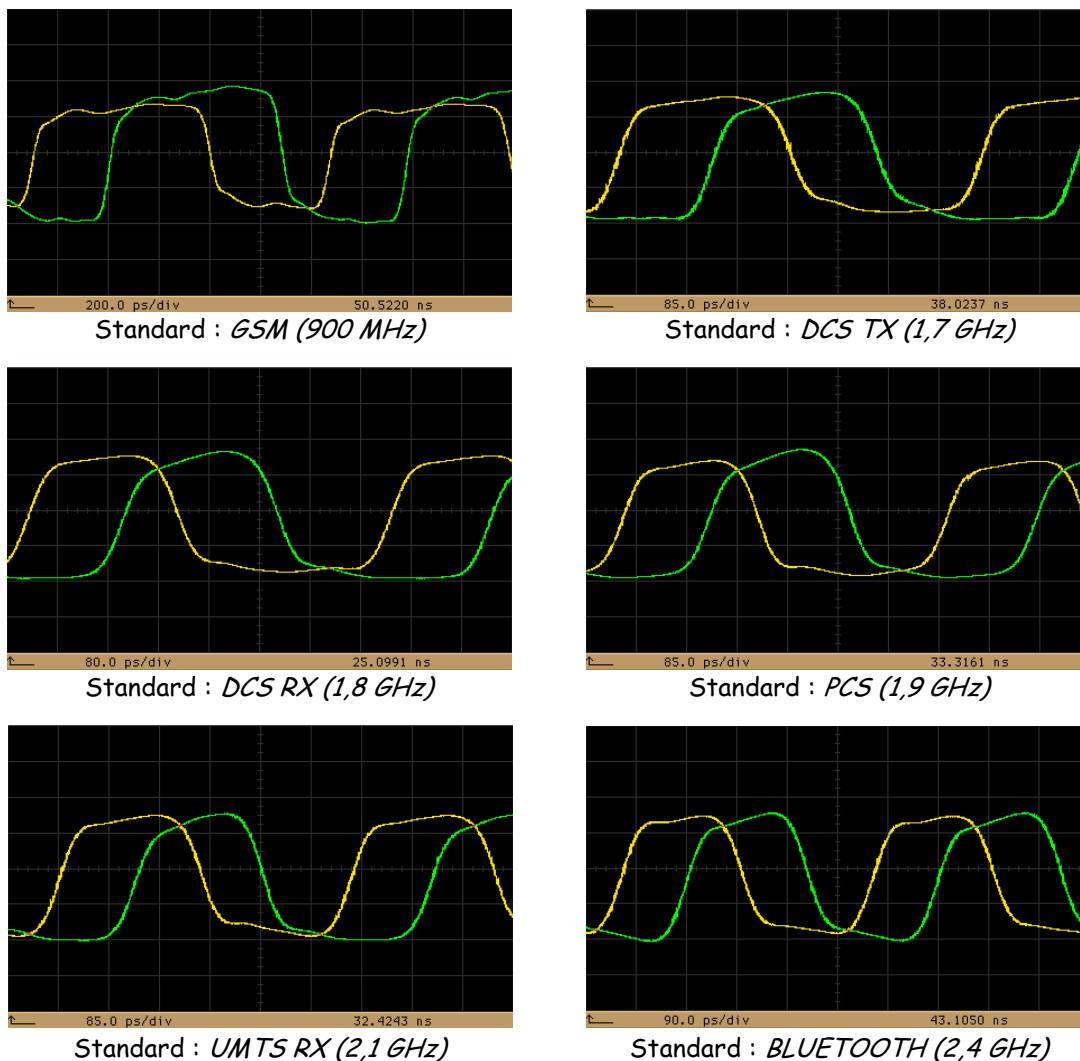 200.0 ps/div 50.5220 ns
85.0 ps/div 38.0237 ns
Standard : GSM (900 MHz)
Standard : DCS TX (1,7 GHz)
80.0 ps/div 25.0991 ns
85.0 ps/div 33.3161 ns
Standard : DCS RX (1,8 GHz)
Standard : PCS (1,9 GHz)
85.0 ps/div 32.4243 ns
90.0 ps/div 43.1050 ns
Standard : UMTS RX (2,1 GHz)
Standard : BLUETOOTH (2,4 GHz)